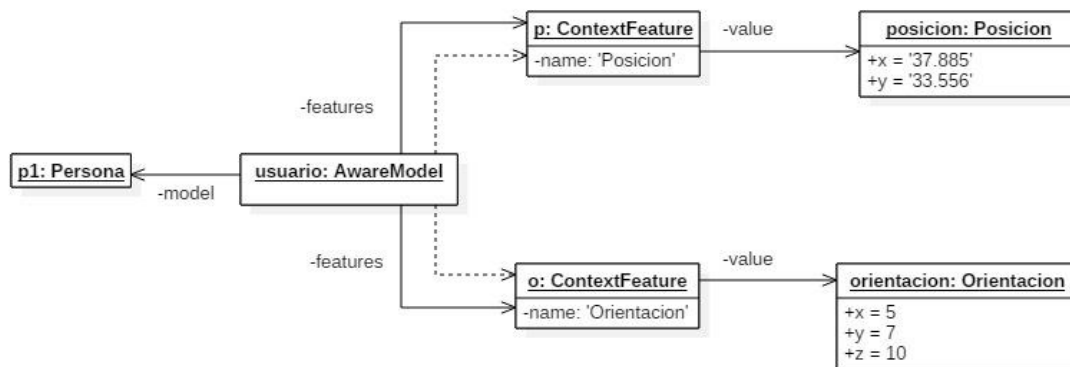 p: ContextFeature
-name: 'Posicion'
-value
posicion: Posicion
+x = '37.885'
+y = '33.556'
-features
p1: Persona
-model
usuario: AwareModel
-features
o: ContextFeature
-name: 'Orientacion'
-value
orientacion: Orientacion
+x = 5
+y = 7
+z = 10